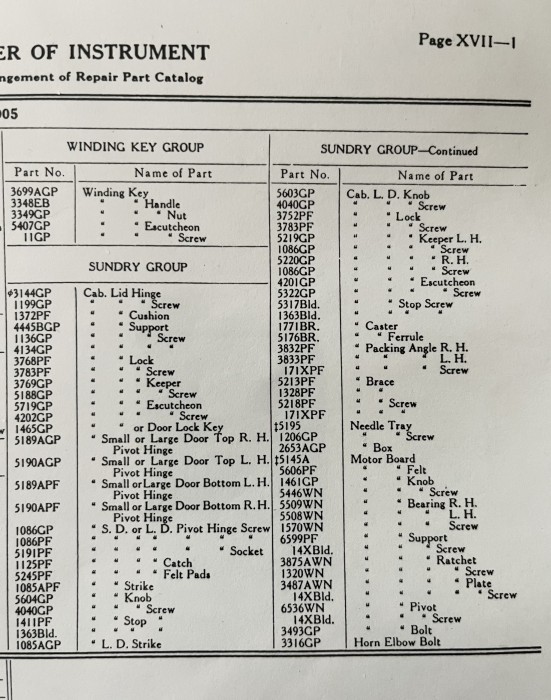 Page XVII—1
ER OF INSTRUMENT
ngement of Repair Part Catalog
905
WINDING KEY GROUP
Part No. Name of Part
3699AGP Winding Key
3348EB " " Handle
3349GP " " " Nut
5407GP " " Escutcheon
11GP " " " Screw
SUNDRY GROUP
3144GP Cab. Lid Hinge
1199GP " " " Screw
1372PF " " Cushion
4445BGP " " Support
1136GP " " " Screw
4134GP " " " "
3768PF " " Lock
3783PF " " " Screw
3769GP " " " Keeper
5188GP " " " " Screw
5719GP " " " Escutcheon
4202GP " " " " Screw
1465GP " " or Door Lock Key
5189AGP " Small or Large Door Top R. H.
Pivot Hinge
5190AGP " Small or Large Door Top L. H.
Pivot Hinge
5189APF " Small or Large Door Bottom L. H.
Pivot Hinge
5190APF " Small or Large Door Bottom R. H.
Pivot Hinge
1086GP " S. D. or L. D. Pivot Hinge Screw
1086PF " " " " " " "
5191PF " " " " " " Socket
1125PF " " " " Catch
5245PF " " " " Felt Pads
1085APF " " Strike
5604GP " " Knob
4040GP " " " Screw
1411PF " " Stop "
1363Bld. " " " "
1085AGP " L. D. Strike
SUNDRY GROUP—Continued
Part No. Name of Part
5603GP Cab. L. D. Knob
4040GP " " " " Screw
3752PF " " " Lock
3783PF " " " " Screw
5219GP " " " " Keeper L. H.
1086GP " " " " " Screw
5220GP " " " " " R. H.
1086GP " " " " " Screw
4201GP " " " " Escutcheon
5322GP " " " " " Screw
5317Bld. " " " Stop Screw
1363Bld. " " " " "
1771BR. " Caster
5176BR. " " Ferrule
3832PF " Packing Angle R. H.
3833PF " " " L. H.
171XPF " " " Screw
5213PF " Brace
1328PF " "
5218PF " " Screw
171XPF " " "
‡5195 Needle Tray
1206GP " " Screw
2653AGP " Box
‡5145A Motor Board
5606PF " " Felt
1461GP " " Knob
5446WN " " " Screw
5509WN " " Bearing R. H.
5508WN " " " L. H.
1570WN " " " Screw
6599PF " " Support
14XBld. " " " Screw
3875AWN " " " Ratchet
1320WN " " " " Screw
3487AWN " " " " Plate
14XBld. " " " " " Screw
6536WN " " Pivot
14XBld. " " " Screw
3493GP " " Bolt
3316GP Horn Elbow Bolt